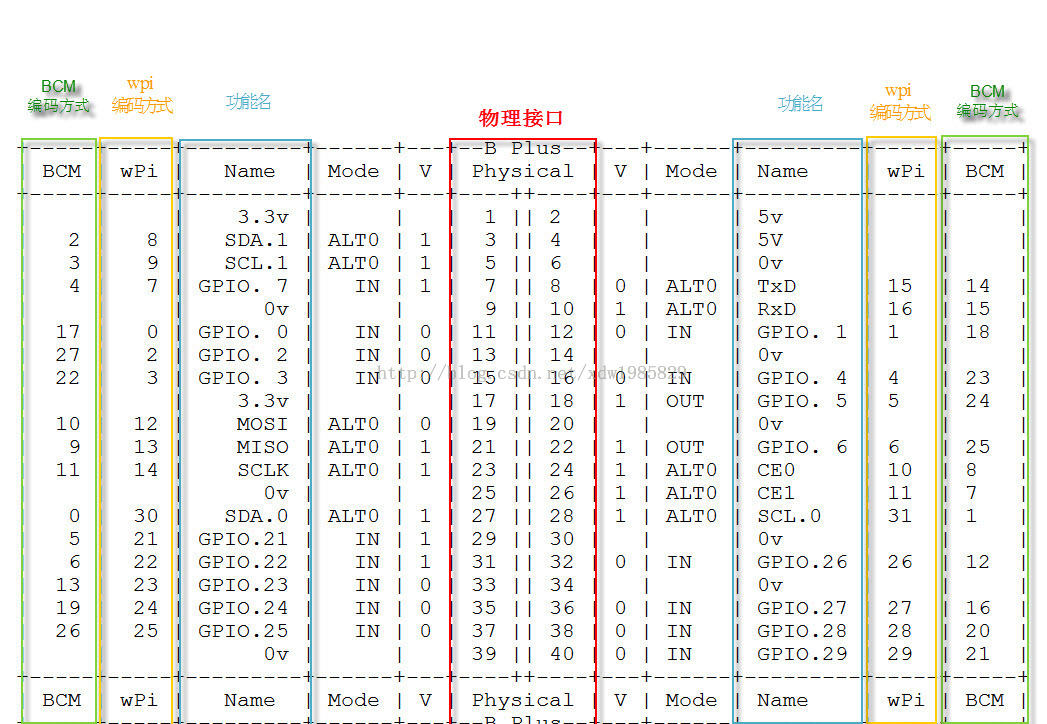 BCM wpi 功能名 功能名 wpi BCM
编码方式 编码方式 物理接口 编码方式 编码方式
+-----+-----+---------+------+---+--B Plus--+---+------+---------+-----+-----+
| BCM | wPi | Name | Mode | V | Physical | V | Mode | Name | wPi | BCM |
+-----+-----+---------+------+---+----++----+---+------+---------+-----+-----+
| | | 3.3v | | | 1 || 2 | | | 5v | | |
| 2 | 8 | SDA.1 | ALT0 | 1 | 3 || 4 | | | 5V | | |
| 3 | 9 | SCL.1 | ALT0 | 1 | 5 || 6 | | | 0v | | |
| 4 | 7 | GPIO. 7 | IN | 1 | 7 || 8 | 0 | ALT0 | TxD | 15 | 14 |
| | | 0v | | | 9 || 10 | 1 | ALT0 | RxD | 16 | 15 |
| 17 | 0 | GPIO. 0 | IN | 0 | 11 || 12 | 0 | IN | GPIO. 1 | 1 | 18 |
| 27 | 2 | GPIO. 2 | IN | 0 | 13 || 14 | | | 0v | | |
| 22 | 3 | GPIO. 3 | IN | 0 | 15 || 16 | 0 | IN | GPIO. 4 | 4 | 23 |
http://blog.csdn.net/xdw1985829
| | | 3.3v | | | 17 || 18 | 1 | OUT | GPIO. 5 | 5 | 24 |
| 10 | 12 | MOSI | ALT0 | 0 | 19 || 20 | | | 0v | | |
| 9 | 13 | MISO | ALT0 | 1 | 21 || 22 | 1 | OUT | GPIO. 6 | 6 | 25 |
| 11 | 14 | SCLK | ALT0 | 1 | 23 || 24 | 1 | ALT0 | CE0 | 10 | 8 |
| | | 0v | | | 25 || 26 | 1 | ALT0 | CE1 | 11 | 7 |
| 0 | 30 | SDA.0 | ALT0 | 1 | 27 || 28 | 1 | ALT0 | SCL.0 | 31 | 1 |
| 5 | 21 | GPIO.21 | IN | 1 | 29 || 30 | | | 0v | | |
| 6 | 22 | GPIO.22 | IN | 1 | 31 || 32 | 0 | IN | GPIO.26 | 26 | 12 |
| 13 | 23 | GPIO.23 | IN | 0 | 33 || 34 | | | 0v | | |
| 19 | 24 | GPIO.24 | IN | 0 | 35 || 36 | 0 | IN | GPIO.27 | 27 | 16 |
| 26 | 25 | GPIO.25 | IN | 0 | 37 || 38 | 0 | IN | GPIO.28 | 28 | 20 |
| | | 0v | | | 39 || 40 | 0 | IN | GPIO.29 | 29 | 21 |
+-----+-----+---------+------+---+----++----+---+------+---------+-----+-----+
| BCM | wPi | Name | Mode | V | Physical | V | Mode | Name | wPi | BCM |
+-----+-----+---------+------+---+--B Plus--+---+------+---------+-----+-----+